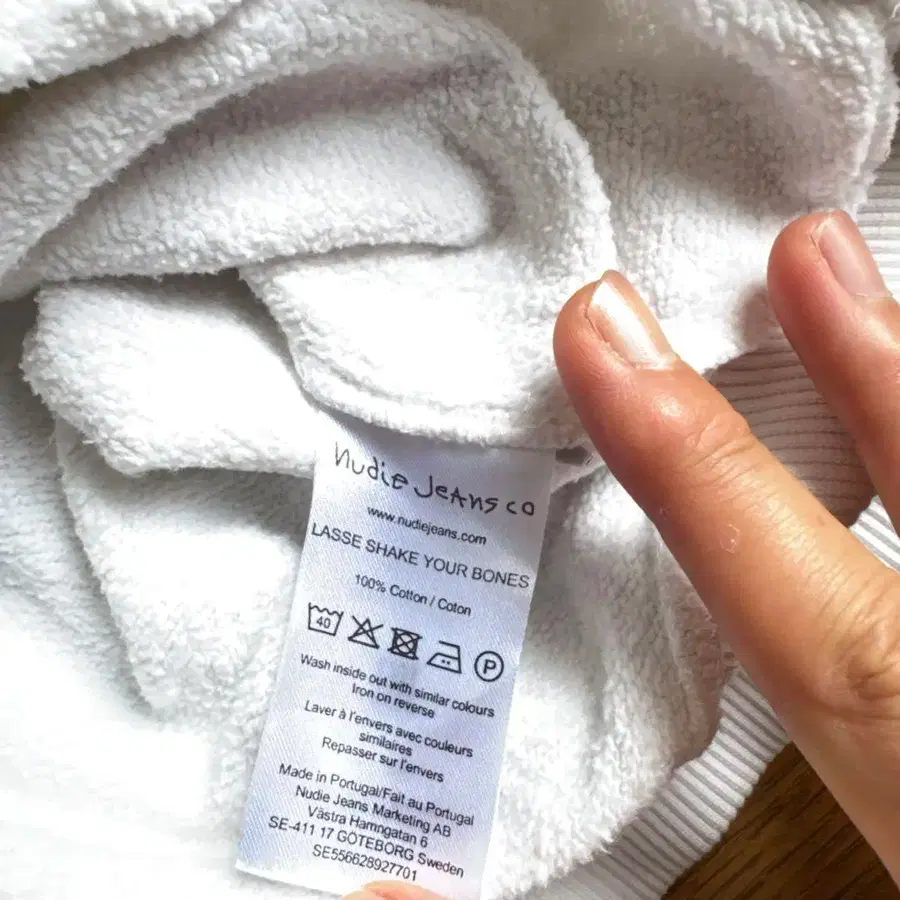 Nudie Jeans co
www.nudiejeans.com
LASSE SHAKE YOUR BONES
100% Cotton / Coton
40 P
Wash inside out with similar colours
Iron on reverse
Laver à l'envers avec couleurs
similaires
Repasser sur l'envers
Made in Portugal/Fait au Portugal
Nudie Jeans Marketing AB
Västra Hamngatan 6
SE-411 17 GÖTEBORG Sweden
SE556628927701